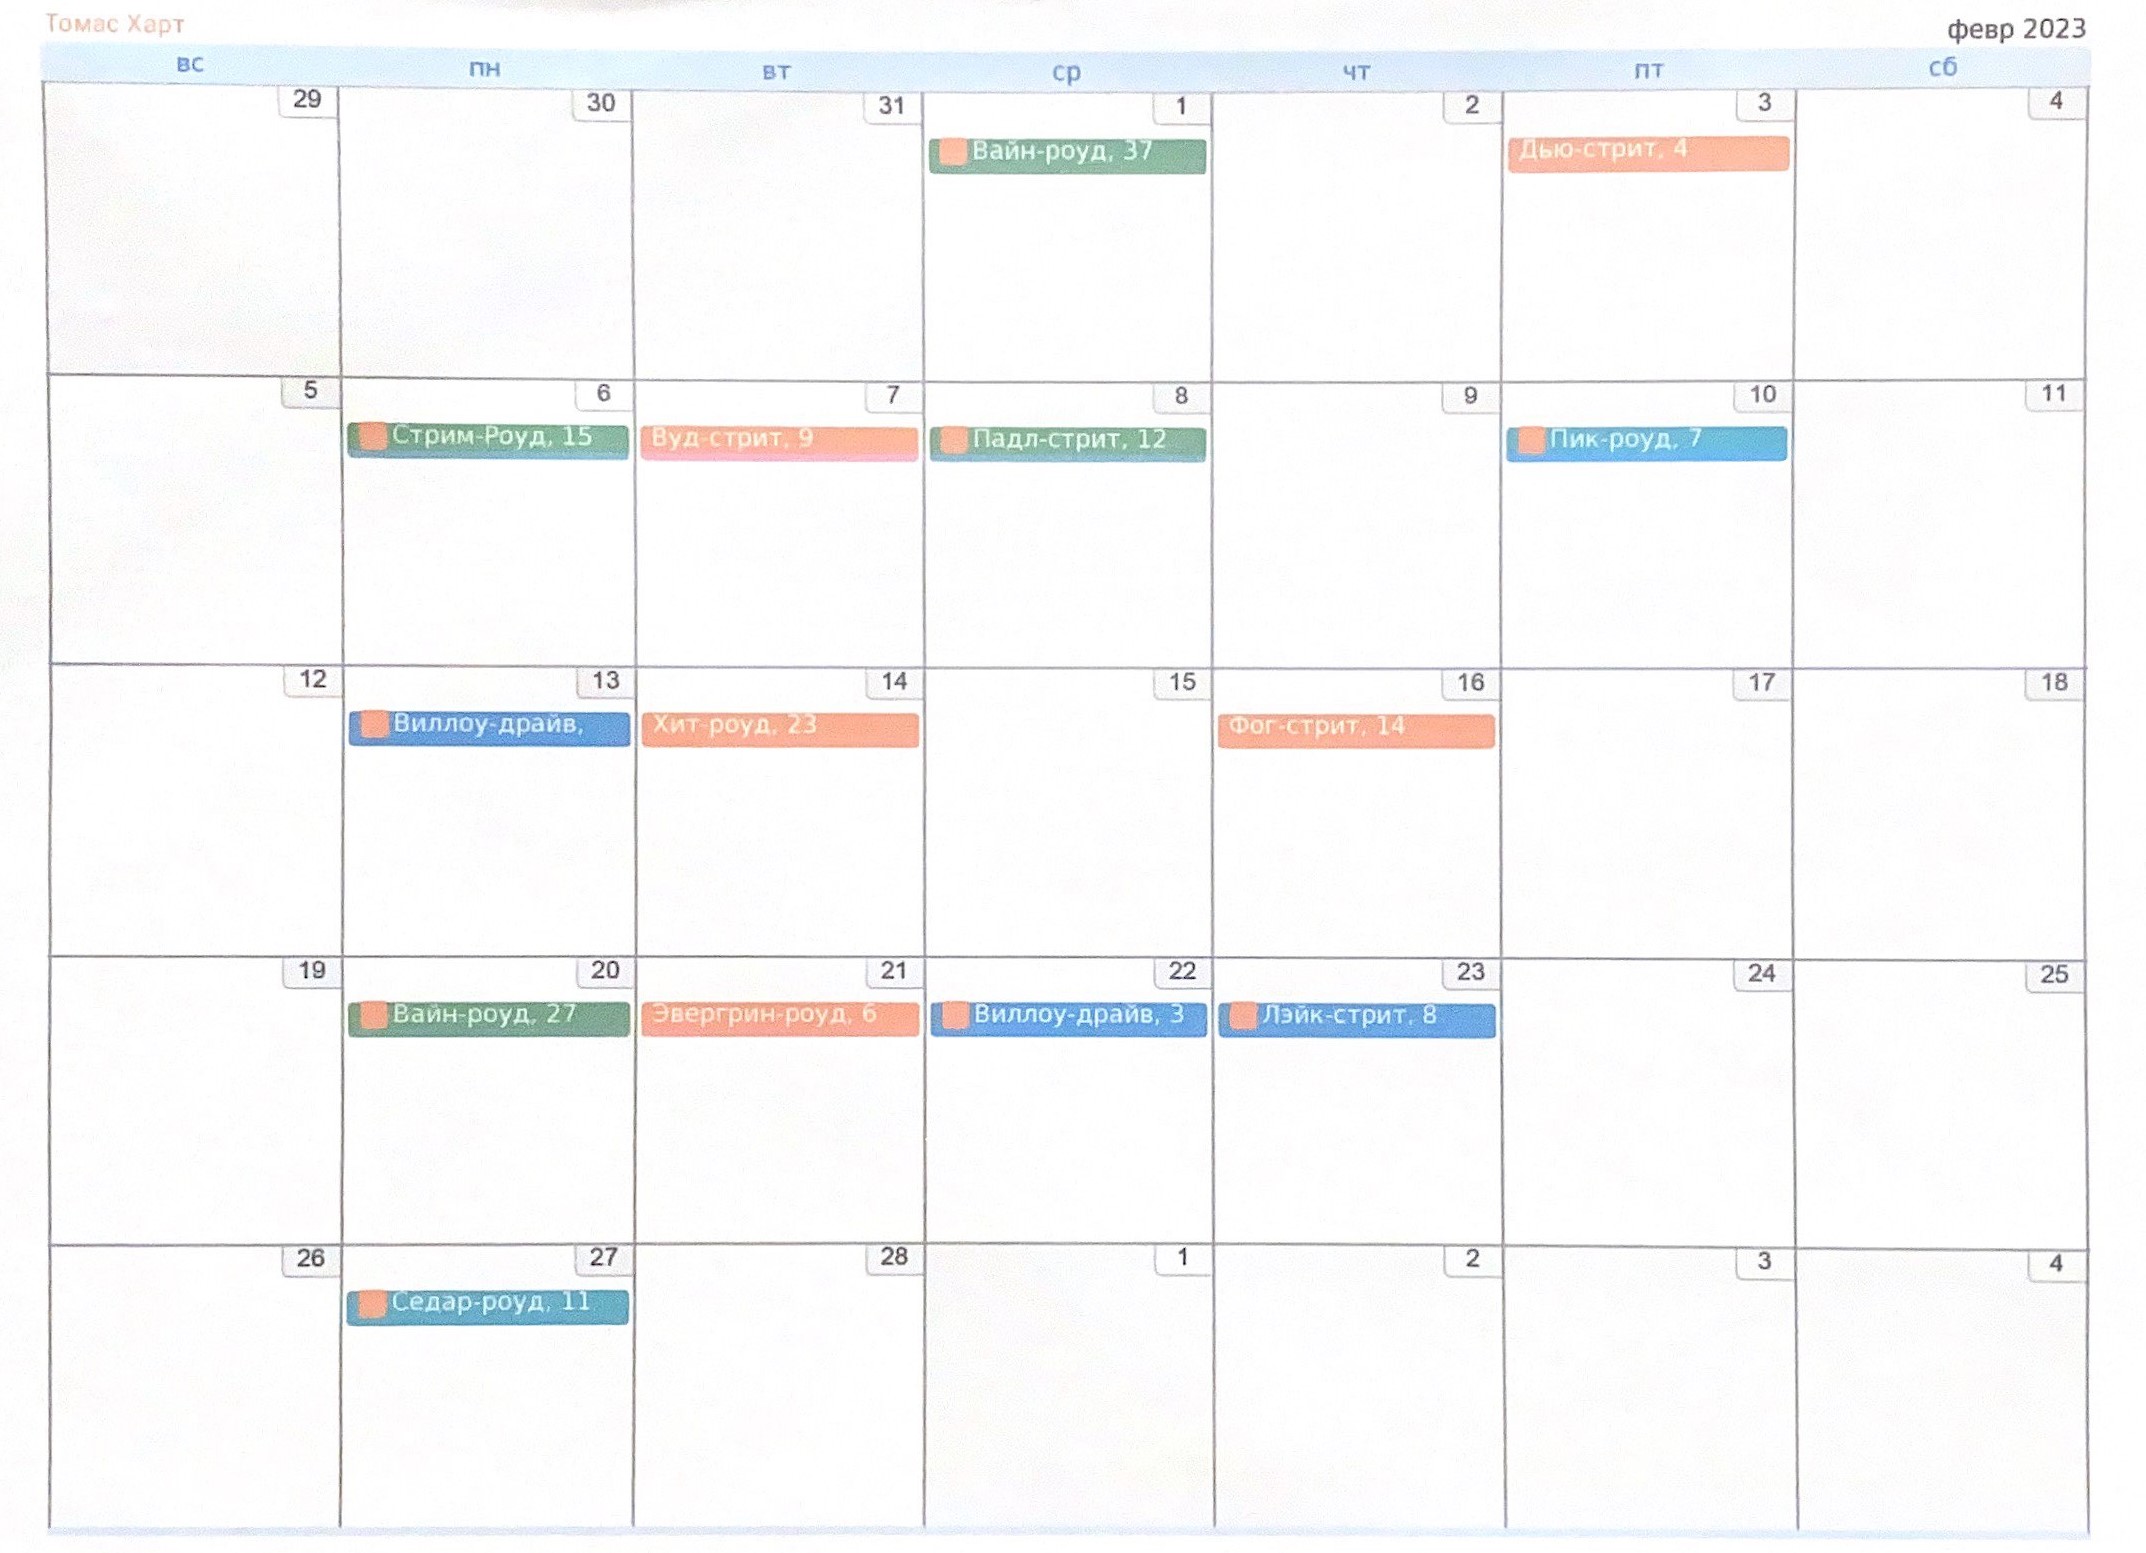 Томас Харт
февр 2023
вс пн вт ср чт пт сб
29 30 31 1 2 3 4
Вайн-роуд, 37 Дью-стрит, 4
5 6 7 8 9 10 11
Стрим-Роуд, 15 Вуд-стрит, 9 Падл-стрит, 12 Пик-роуд, 7
12 13 14 15 16 17 18
Виллоу-драйв, Хит-роуд, 23 Фог-стрит, 14
19 20 21 22 23 24 25
Вайн-роуд, 27 Эвергрин-роуд, 6 Виллоу-драйв, 3 Лэйк-стрит, 8
26 27 28 1 2 3 4
Седар-роуд, 11